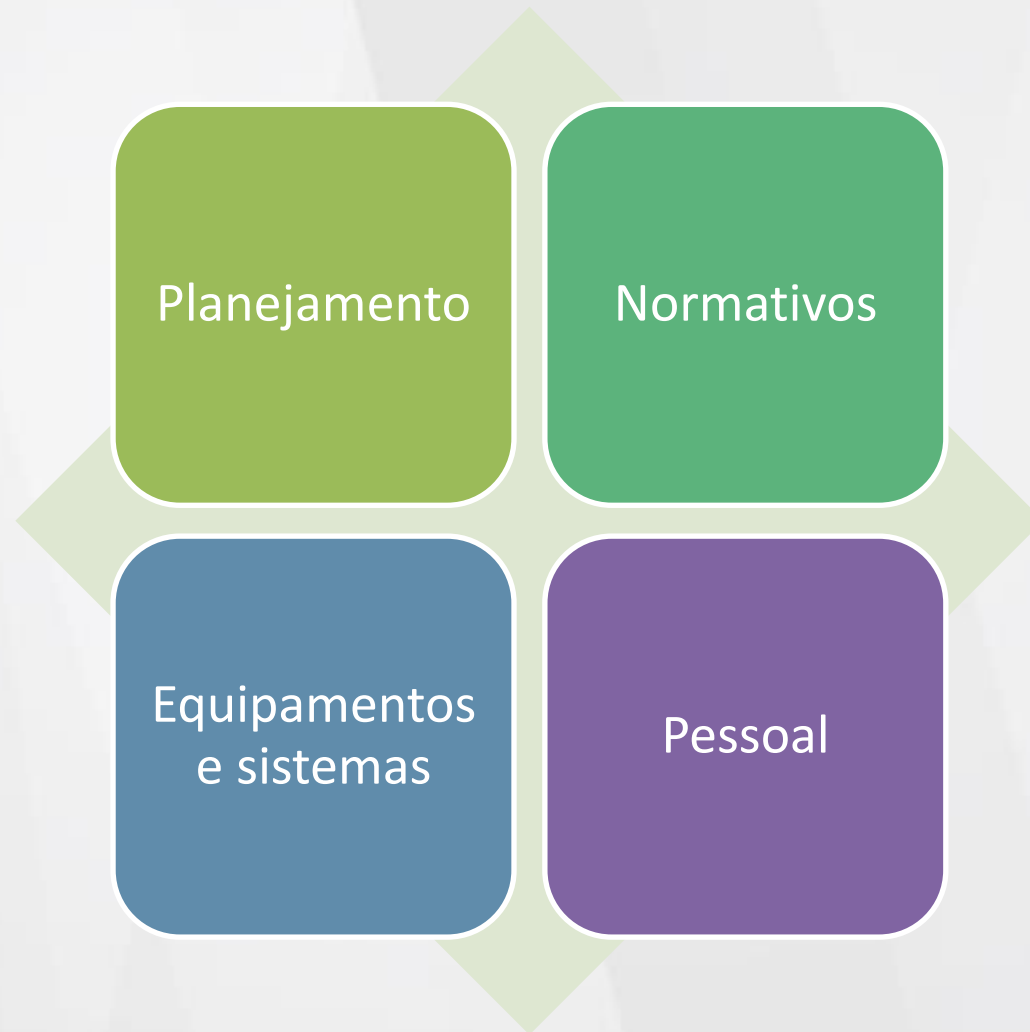 Planejamento
Normativos
Equipamentos
e sistemas
Pessoal